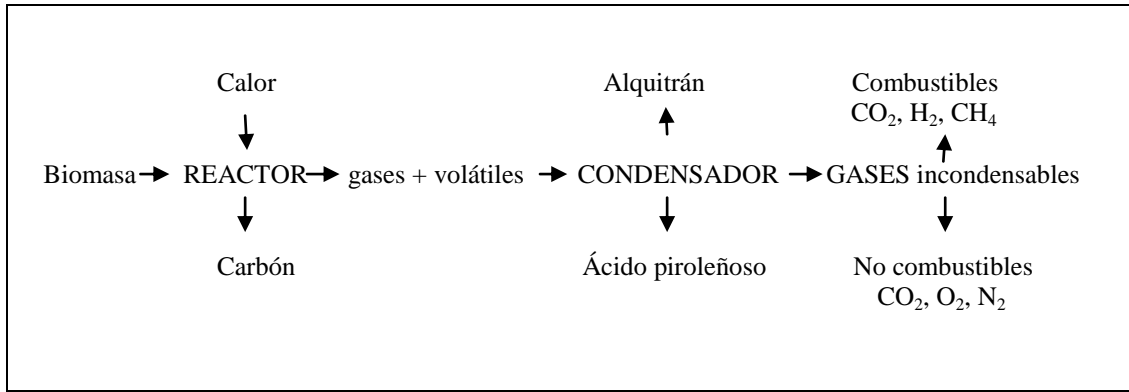 Calor Alquitrán Combustibles
CO₂, H₂, CH₄
Biomasa REACTOR gases + volátiles CONDENSADOR GASES incondensables
Carbón Ácido piroleñoso No combustibles
CO₂, O₂, N₂